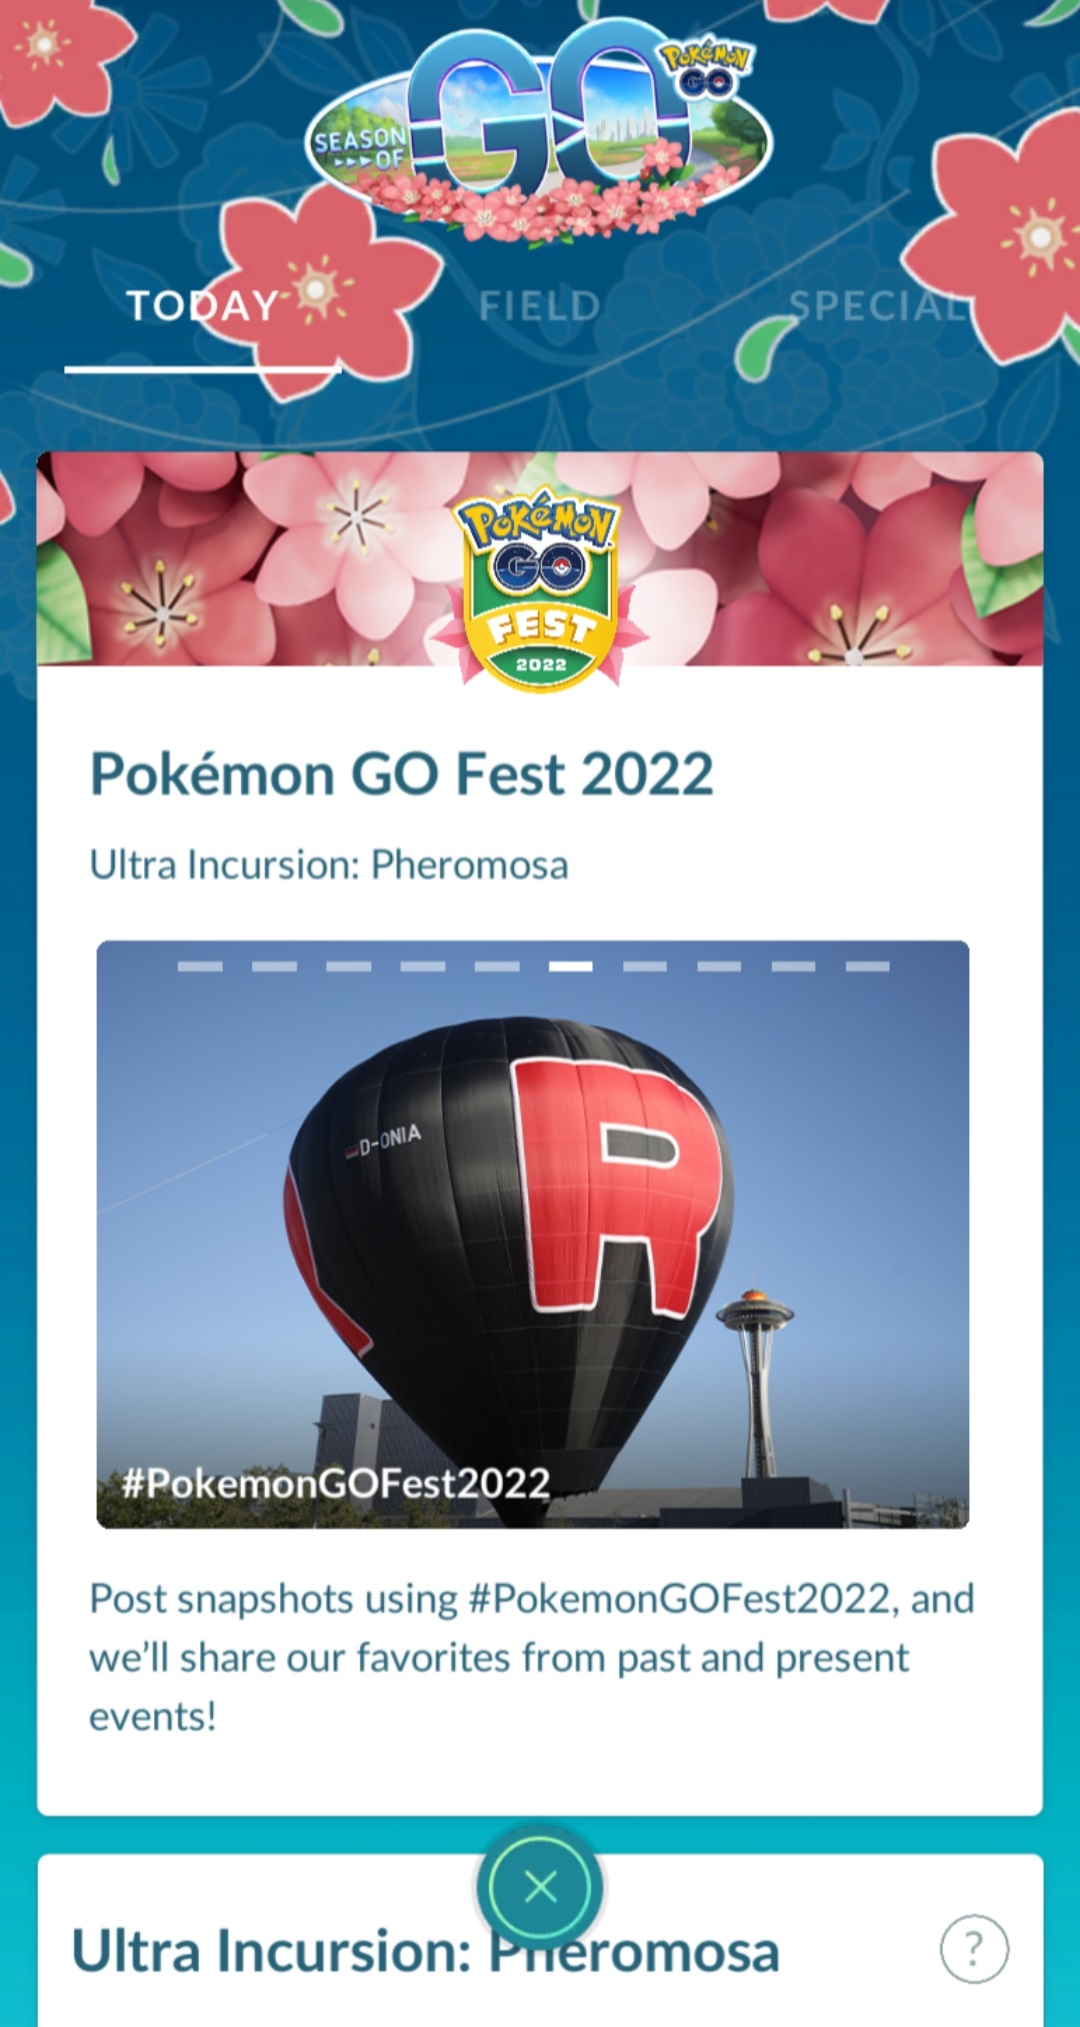 SEASON
OF
GO
POKéMON
GO
TODAY
FIELD
SPECIAL
POKéMON
GO
FEST
2022
Pokémon GO Fest 2022
Ultra Incursion: Pheromosa
D-ONIA
R
#PokemonGOFest2022
Post snapshots using #PokemonGOFest2022, and
we’ll share our favorites from past and present
events!
Ultra Incursion: Pheromosa
?